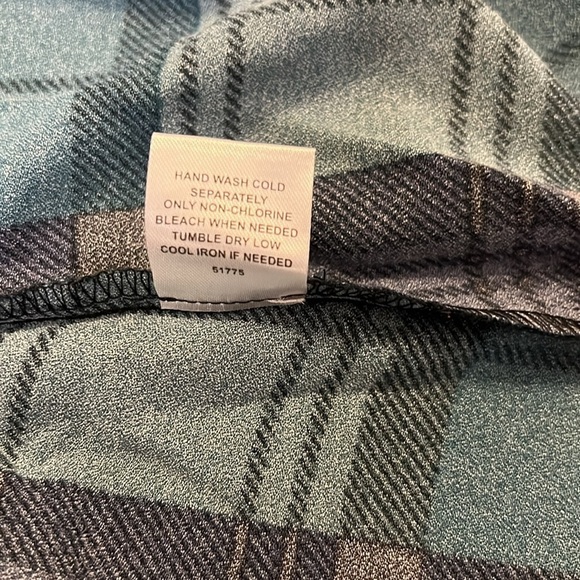 HAND WASH COLD
SEPARATELY
ONLY NON-CHLORINE
BLEACH WHEN NEEDED
TUMBLE DRY LOW
COOL IRON IF NEEDED
51775